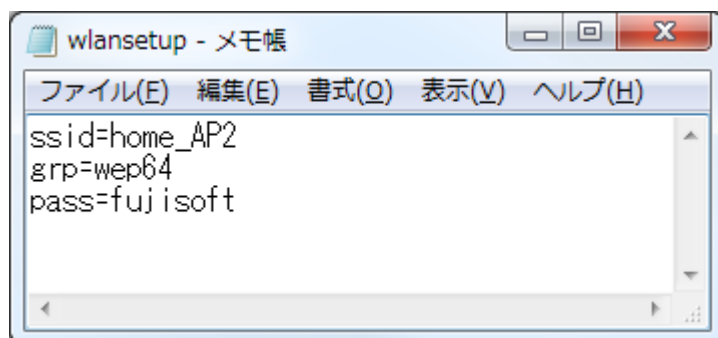 wlansetup - メモ帳
ファイル(F) 編集(E) 書式(O) 表示(V) ヘルプ(H)
ssid=home_AP2
grp=wep64
pass=fujisoft